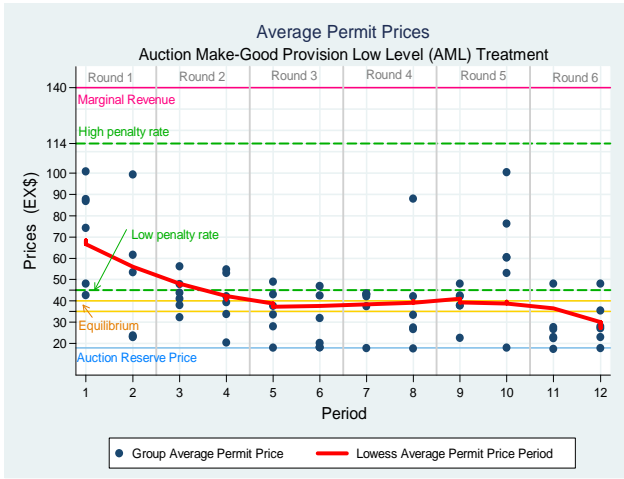 Average Permit Prices
Auction Make-Good Provision Low Level (AML) Treatment
Round 1 Round 2 Round 3 Round 4 Round 5 Round 6
140
Marginal Revenue
High penalty rate
114
100
90
80
70
Low penalty rate
60
50
40
30
Equilibrium
20
Auction Reserve Price
Prices (EX$)
1 2 3 4 5 6 7 8 9 10 11 12
Period
Group Average Permit Price Lowess Average Permit Price Period